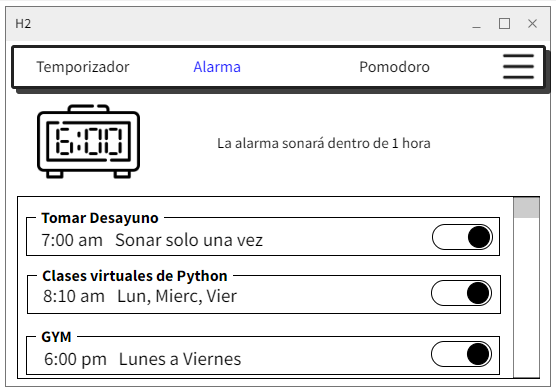 H2
Temporizador Alarma Pomodoro
6:00
La alarma sonará dentro de 1 hora
Tomar Desayuno
7:00 am Sonar solo una vez
Clases virtuales de Python
8:10 am Lun, Mierc, Vier
GYM
6:00 pm Lunes a Viernes